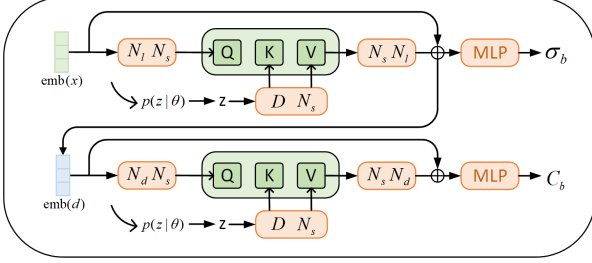 N_l N_s Q K V N_s N_l MLP σ_b
emb(x)
p(z|θ) z D N_s
N_d N_s Q K V N_s N_d MLP C_b
emb(d)
p(z|θ) z D N_s